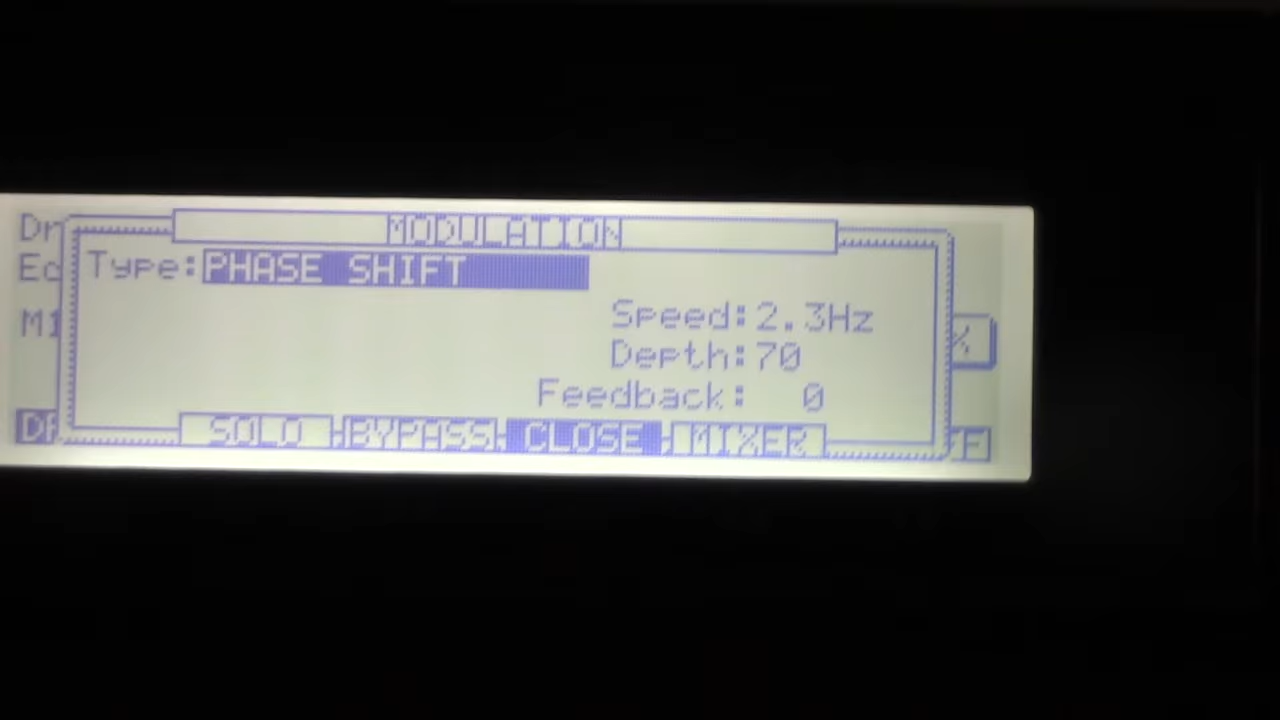 MODULATION
Type:PHASE SHIFT
Speed:2.3Hz
Depth:70
Feedback: 0
SOLO BYPASS CLOSE MIXER